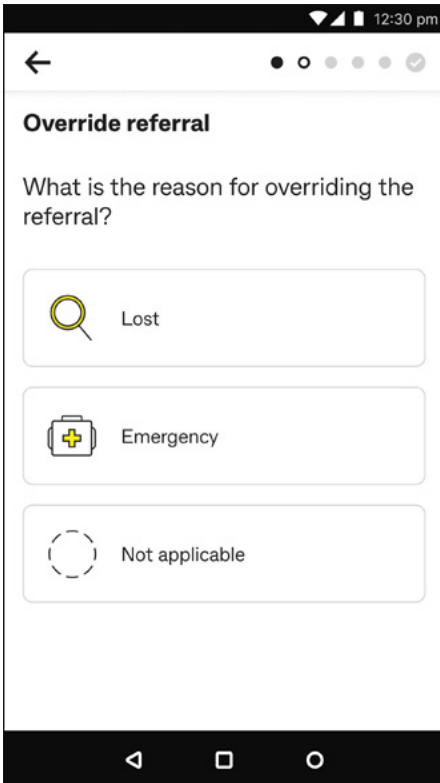 12:30 pm
Override referral
What is the reason for overriding the
referral?
Lost
Emergency
Not applicable